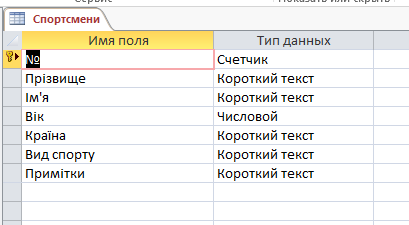 Сервис
Показать или скрыть
Спортсмени
Имя поля Тип данных
№ Счетчик
Прізвище Короткий текст
Ім'я Короткий текст
Вік Числовой
Країна Короткий текст
Вид спорту Короткий текст
Примітки Короткий текст